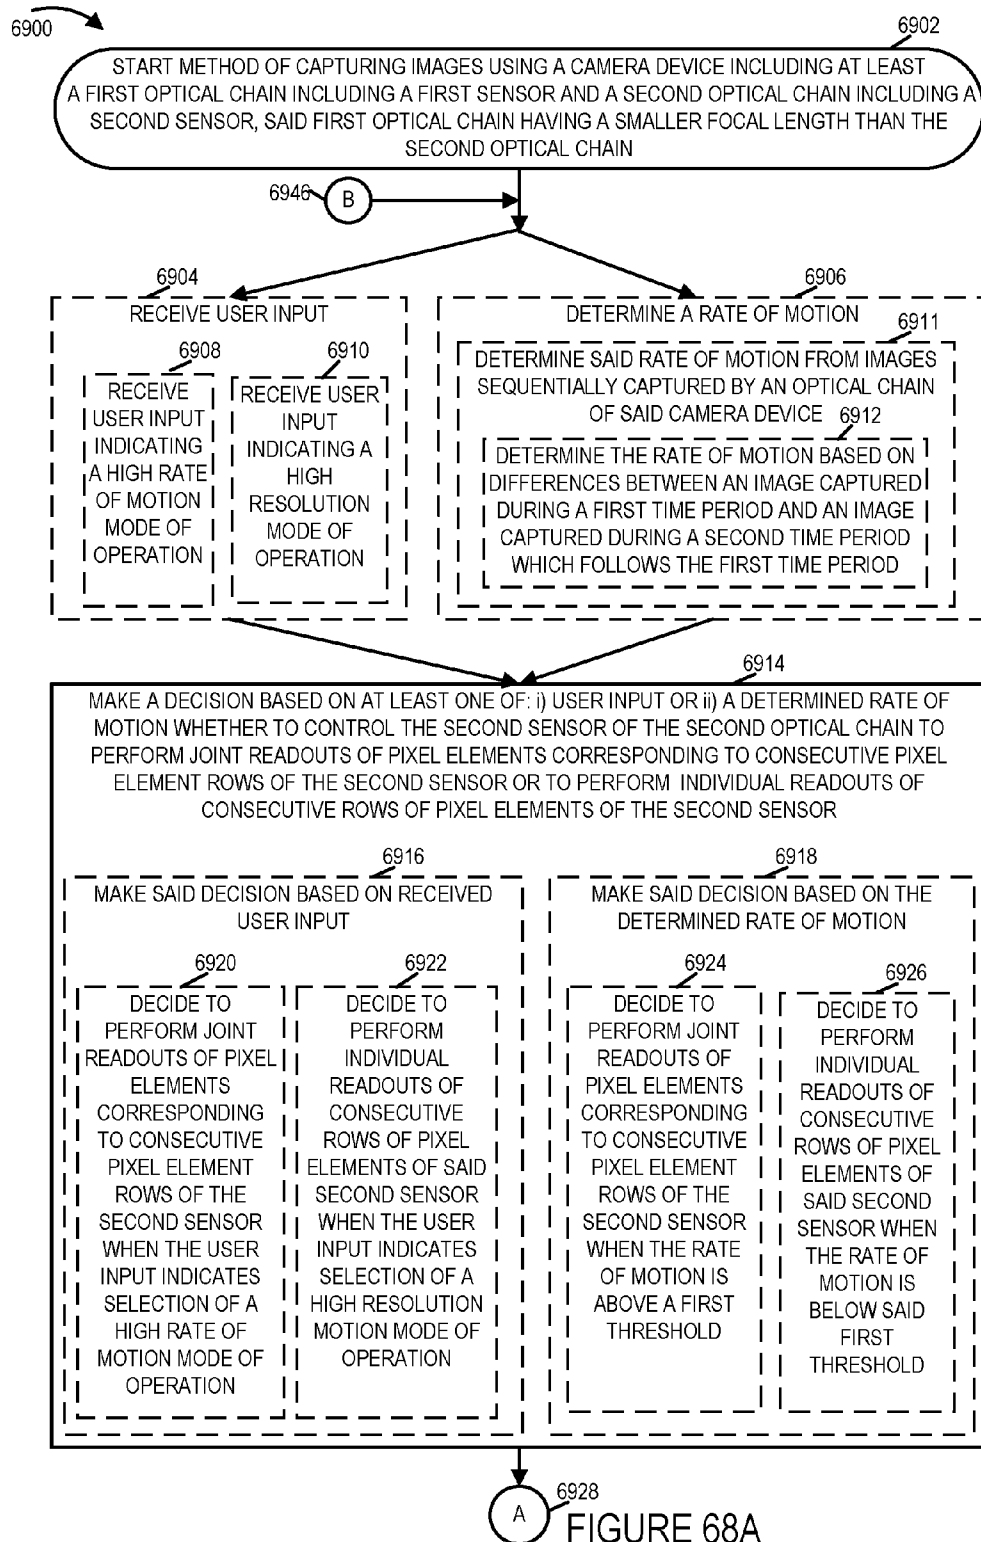 6900
6902
START METHOD OF CAPTURING IMAGES USING A CAMERA DEVICE INCLUDING AT LEAST
A FIRST OPTICAL CHAIN INCLUDING A FIRST SENSOR AND A SECOND OPTICAL CHAIN INCLUDING A
SECOND SENSOR, SAID FIRST OPTICAL CHAIN HAVING A SMALLER FOCAL LENGTH THAN THE
SECOND OPTICAL CHAIN
6946
B
6904
RECEIVE USER INPUT
6908
RECEIVE
USER INPUT
INDICATING
A HIGH RATE
OF MOTION
MODE OF
OPERATION
6910
RECEIVE USER
INPUT
INDICATING A
HIGH
RESOLUTION
MODE OF
OPERATION
6906
DETERMINE A RATE OF MOTION
6911
DETERMINE SAID RATE OF MOTION FROM IMAGES
SEQUENTIALLY CAPTURED BY AN OPTICAL CHAIN
OF SAID CAMERA DEVICE
6912
DETERMINE THE RATE OF MOTION BASED ON
DIFFERENCES BETWEEN AN IMAGE CAPTURED
DURING A FIRST TIME PERIOD AND AN IMAGE
CAPTURED DURING A SECOND TIME PERIOD
WHICH FOLLOWS THE FIRST TIME PERIOD
6914
MAKE A DECISION BASED ON AT LEAST ONE OF: i) USER INPUT OR ii) A DETERMINED RATE OF
MOTION WHETHER TO CONTROL THE SECOND SENSOR OF THE SECOND OPTICAL CHAIN TO
PERFORM JOINT READOUTS OF PIXEL ELEMENTS CORRESPONDING TO CONSECUTIVE PIXEL
ELEMENT ROWS OF THE SECOND SENSOR OR TO PERFORM INDIVIDUAL READOUTS OF
CONSECUTIVE ROWS OF PIXEL ELEMENTS OF THE SECOND SENSOR
6916
MAKE SAID DECISION BASED ON RECEIVED
USER INPUT
6920
DECIDE TO
PERFORM JOINT
READOUTS OF PIXEL
ELEMENTS
CORRESPONDING
TO CONSECUTIVE
PIXEL ELEMENT
ROWS OF THE
SECOND SENSOR
WHEN THE USER
INPUT INDICATES
SELECTION OF A
HIGH RATE OF
MOTION MODE OF
OPERATION
6922
DECIDE TO
PERFORM
INDIVIDUAL
READOUTS OF
CONSECUTIVE
ROWS OF PIXEL
ELEMENTS OF SAID
SECOND SENSOR
WHEN THE USER
INPUT INDICATES
SELECTION OF A
HIGH RESOLUTION
MOTION MODE OF
OPERATION
6918
MAKE SAID DECISION BASED ON THE
DETERMINED RATE OF MOTION
6924
DECIDE TO
PERFORM JOINT
READOUTS OF
PIXEL ELEMENTS
CORRESPONDING
TO CONSECUTIVE
PIXEL ELEMENT
ROWS OF THE
SECOND SENSOR
WHEN THE RATE
OF MOTION IS
ABOVE A FIRST
THRESHOLD
6926
DECIDE TO
PERFORM
INDIVIDUAL
READOUTS OF
CONSECUTIVE
ROWS OF PIXEL
ELEMENTS OF
SAID SECOND
SENSOR WHEN
THE RATE OF
MOTION IS
BELOW SAID
FIRST
THRESHOLD
A
6928
FIGURE 68A